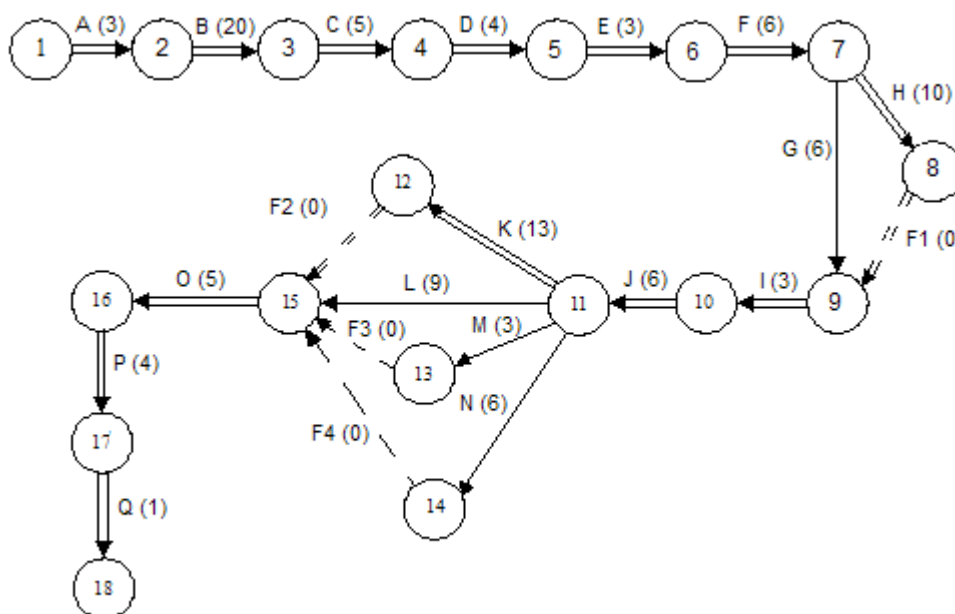 A (3) B (20) C (5) D (4) E (3) F (6)
1 2 3 4 5 6 7
H (10)
G (6)
8
12
F2 (0)
K (13)
F1 (0
O (5)
L (9)
J (6)
I (3)
16 15 11 10 9
F3 (0)
M (3)
P (4)
13
N (6)
F4 (0)
17
14
Q (1)
18